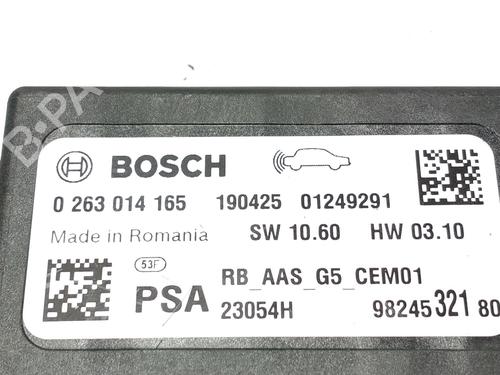 BOSCH
0 263 014 165 190425 01249291
Made in Romania SW 10.60 HW 03.10
53F RB_AAS_G5_CEM01
PSA 23054H 98245 321 80
B-PA